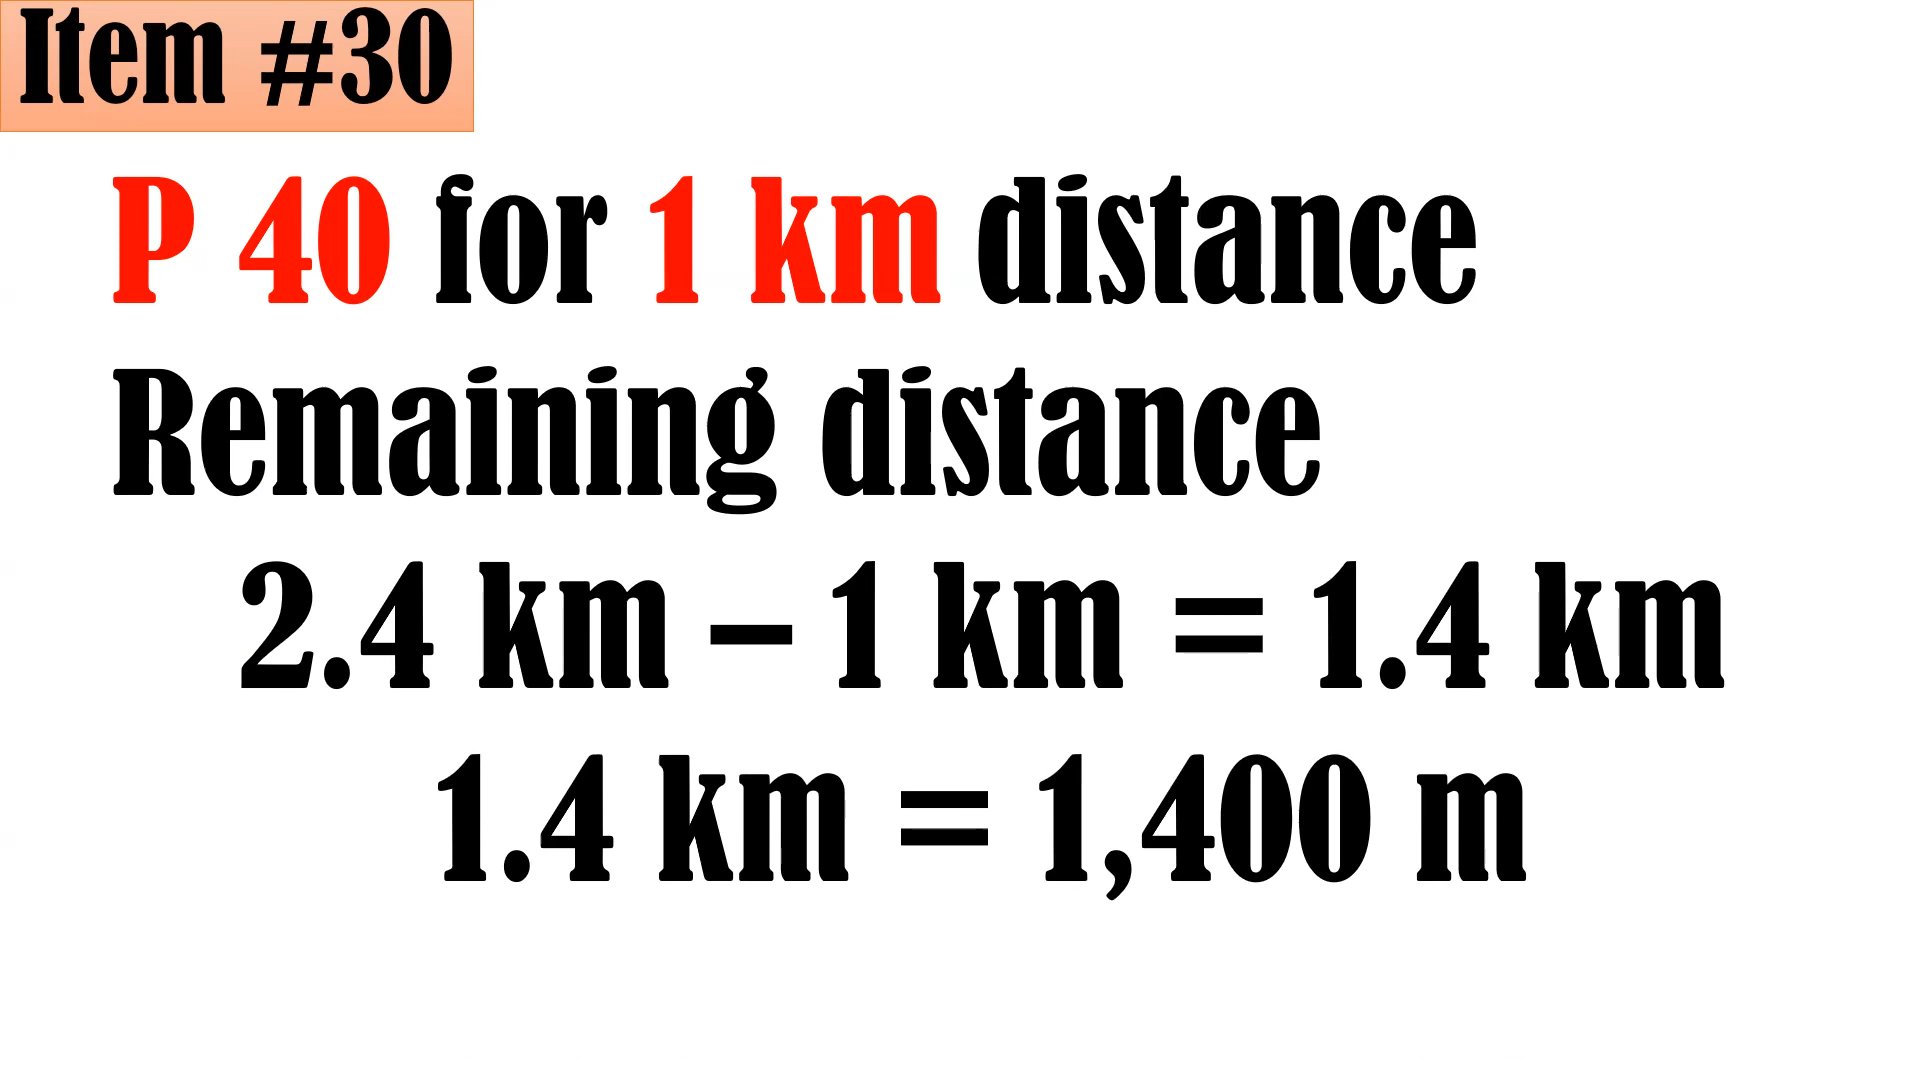 Item #30
P 40 for 1 km distance
Remaining distance
2.4 km – 1 km = 1.4 km
1.4 km = 1,400 m